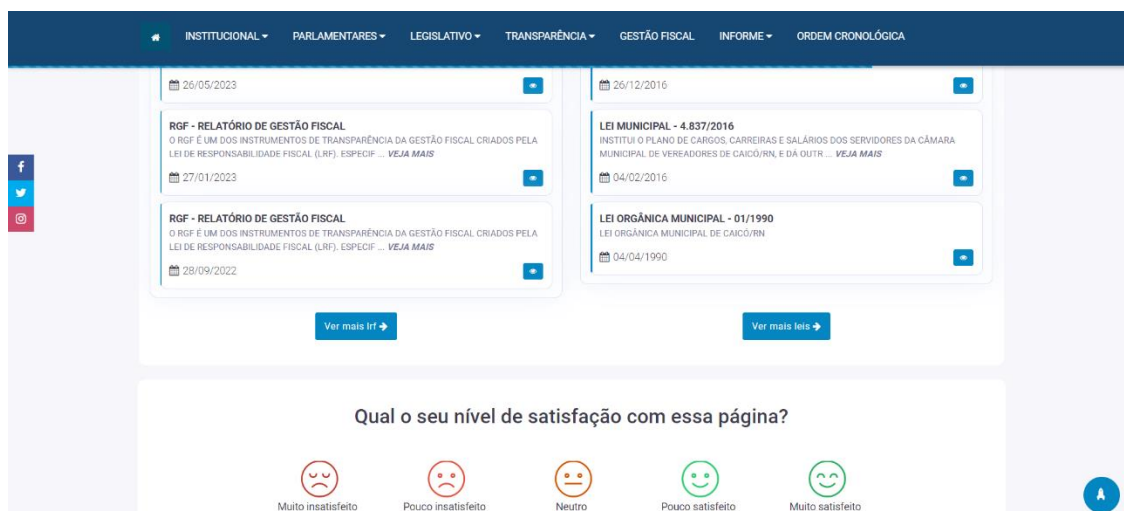 INSTITUCIONAL PARLAMENTARES LEGISLATIVO TRANSPARÊNCIA GESTÃO FISCAL INFORME ORDEM CRONOLÓGICA
26/05/2023
RGF - RELATÓRIO DE GESTÃO FISCAL
O RGF É UM DOS INSTRUMENTOS DE TRANSPARÊNCIA DA GESTÃO FISCAL CRIADOS PELA
LEI DE RESPONSABILIDADE FISCAL (LRF). ESPECIF ... VEJA MAIS
27/01/2023
RGF - RELATÓRIO DE GESTÃO FISCAL
O RGF É UM DOS INSTRUMENTOS DE TRANSPARÊNCIA DA GESTÃO FISCAL CRIADOS PELA
LEI DE RESPONSABILIDADE FISCAL (LRF). ESPECIF ... VEJA MAIS
28/09/2022
Ver mais lrf
26/12/2016
LEI MUNICIPAL - 4.837/2016
INSTITUI O PLANO DE CARGOS, CARREIRAS E SALÁRIOS DOS SERVIDORES DA CÂMARA
MUNICIPAL DE VEREADORES DE CAICÓ/RN, E DÁ OUTR ... VEJA MAIS
04/02/2016
LEI ORGÂNICA MUNICIPAL - 01/1990
LEI ORGÂNICA MUNICIPAL DE CAICÓ/RN
04/04/1990
Ver mais leis
Qual o seu nível de satisfação com essa página?
Muito insatisfeito Pouco insatisfeito Neutro Pouco satisfeito Muito satisfeito